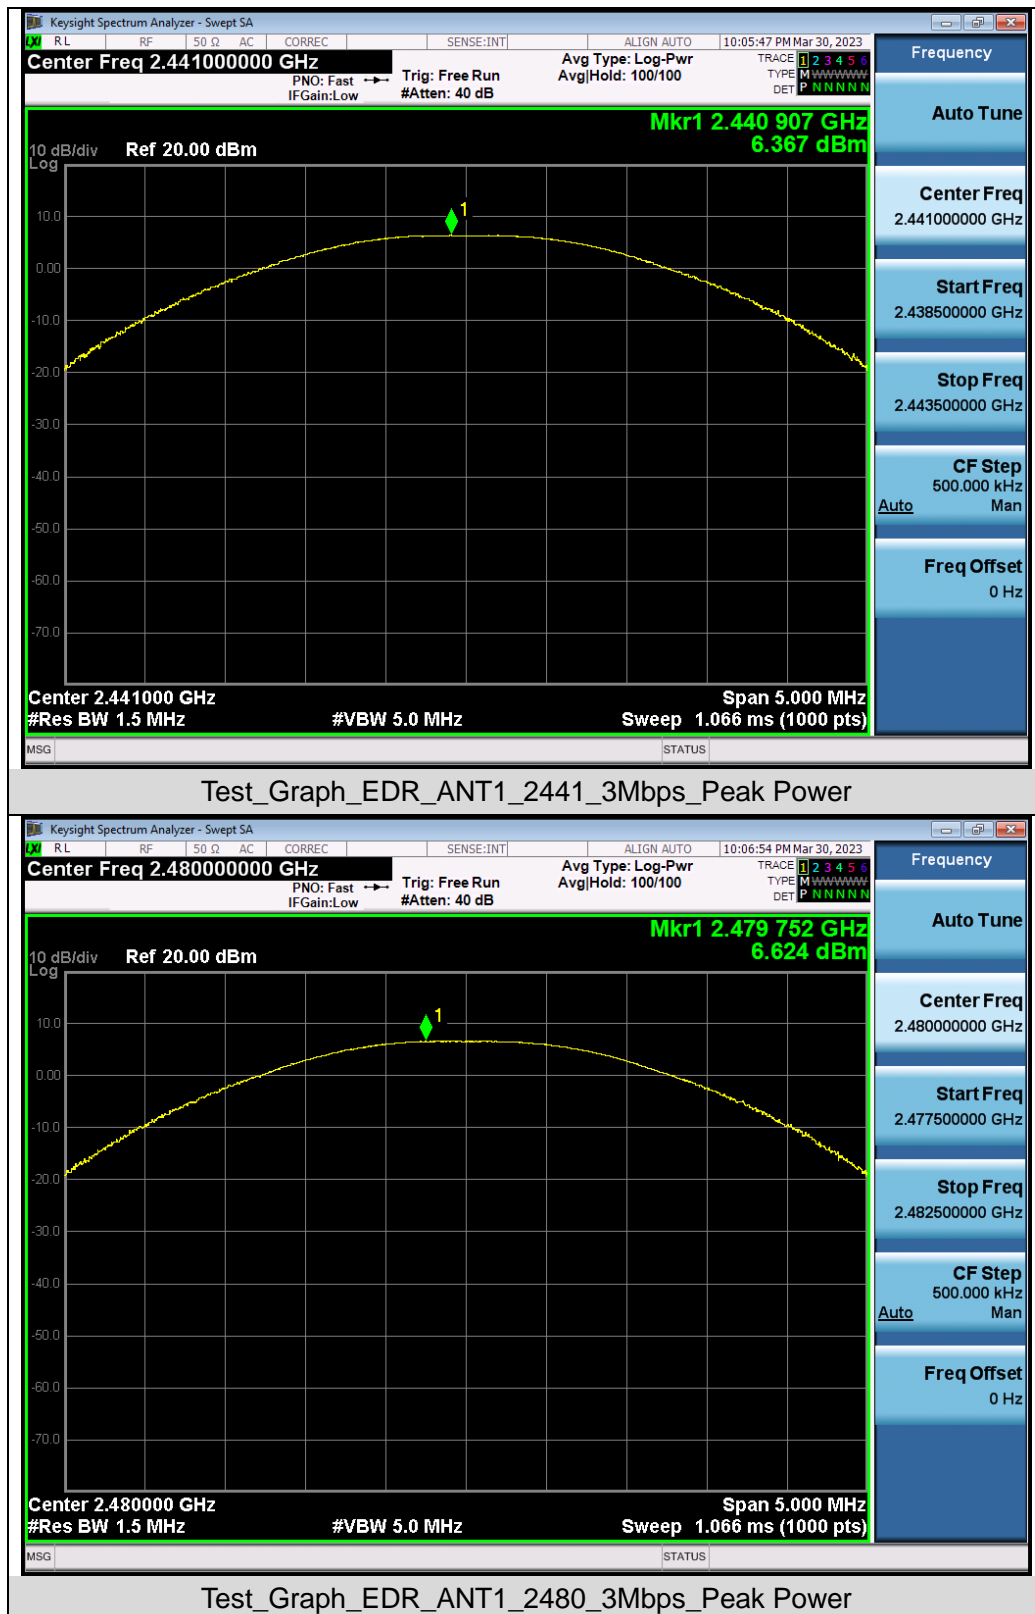 Keysight Spectrum Analyzer - Swept SA
LXI RL RF 50 Ω AC CORREC SENSE:INT ALIGN AUTO 10:05:47 PM Mar 30, 2023
Center Freq 2.441000000 GHz
PNO: Fast
IFGain:Low
Trig: Free Run
#Atten: 40 dB
Avg Type: Log-Pwr
Avg|Hold: 100/100
TRACE 1 2 3 4 5 6
TYPE M WWWWW
DET P N N N N N
Mkr1 2.440 907 GHz
6.367 dBm
10 dB/div Ref 20.00 dBm
Log
1
10.0
0.00
-10.0
-20.0
-30.0
-40.0
-50.0
-60.0
-70.0
Center 2.441000 GHz Span 5.000 MHz
#Res BW 1.5 MHz #VBW 5.0 MHz Sweep 1.066 ms (1000 pts)
MSG STATUS
Frequency
Auto Tune
Center Freq
2.441000000 GHz
Start Freq
2.438500000 GHz
Stop Freq
2.443500000 GHz
CF Step
500.000 kHz
Auto Man
Freq Offset
0 Hz
Test_Graph_EDR_ANT1_2441_3Mbps_Peak Power
Keysight Spectrum Analyzer - Swept SA
LXI RL RF 50 Ω AC CORREC SENSE:INT ALIGN AUTO 10:06:54 PM Mar 30, 2023
Center Freq 2.480000000 GHz
PNO: Fast
IFGain:Low
Trig: Free Run
#Atten: 40 dB
Avg Type: Log-Pwr
Avg|Hold: 100/100
TRACE 1 2 3 4 5 6
TYPE M WWWWW
DET P N N N N N
Mkr1 2.479 752 GHz
6.624 dBm
10 dB/div Ref 20.00 dBm
Log
1
10.0
0.00
-10.0
-20.0
-30.0
-40.0
-50.0
-60.0
-70.0
Center 2.480000 GHz Span 5.000 MHz
#Res BW 1.5 MHz #VBW 5.0 MHz Sweep 1.066 ms (1000 pts)
MSG STATUS
Frequency
Auto Tune
Center Freq
2.480000000 GHz
Start Freq
2.477500000 GHz
Stop Freq
2.482500000 GHz
CF Step
500.000 kHz
Auto Man
Freq Offset
0 Hz
Test_Graph_EDR_ANT1_2480_3Mbps_Peak Power